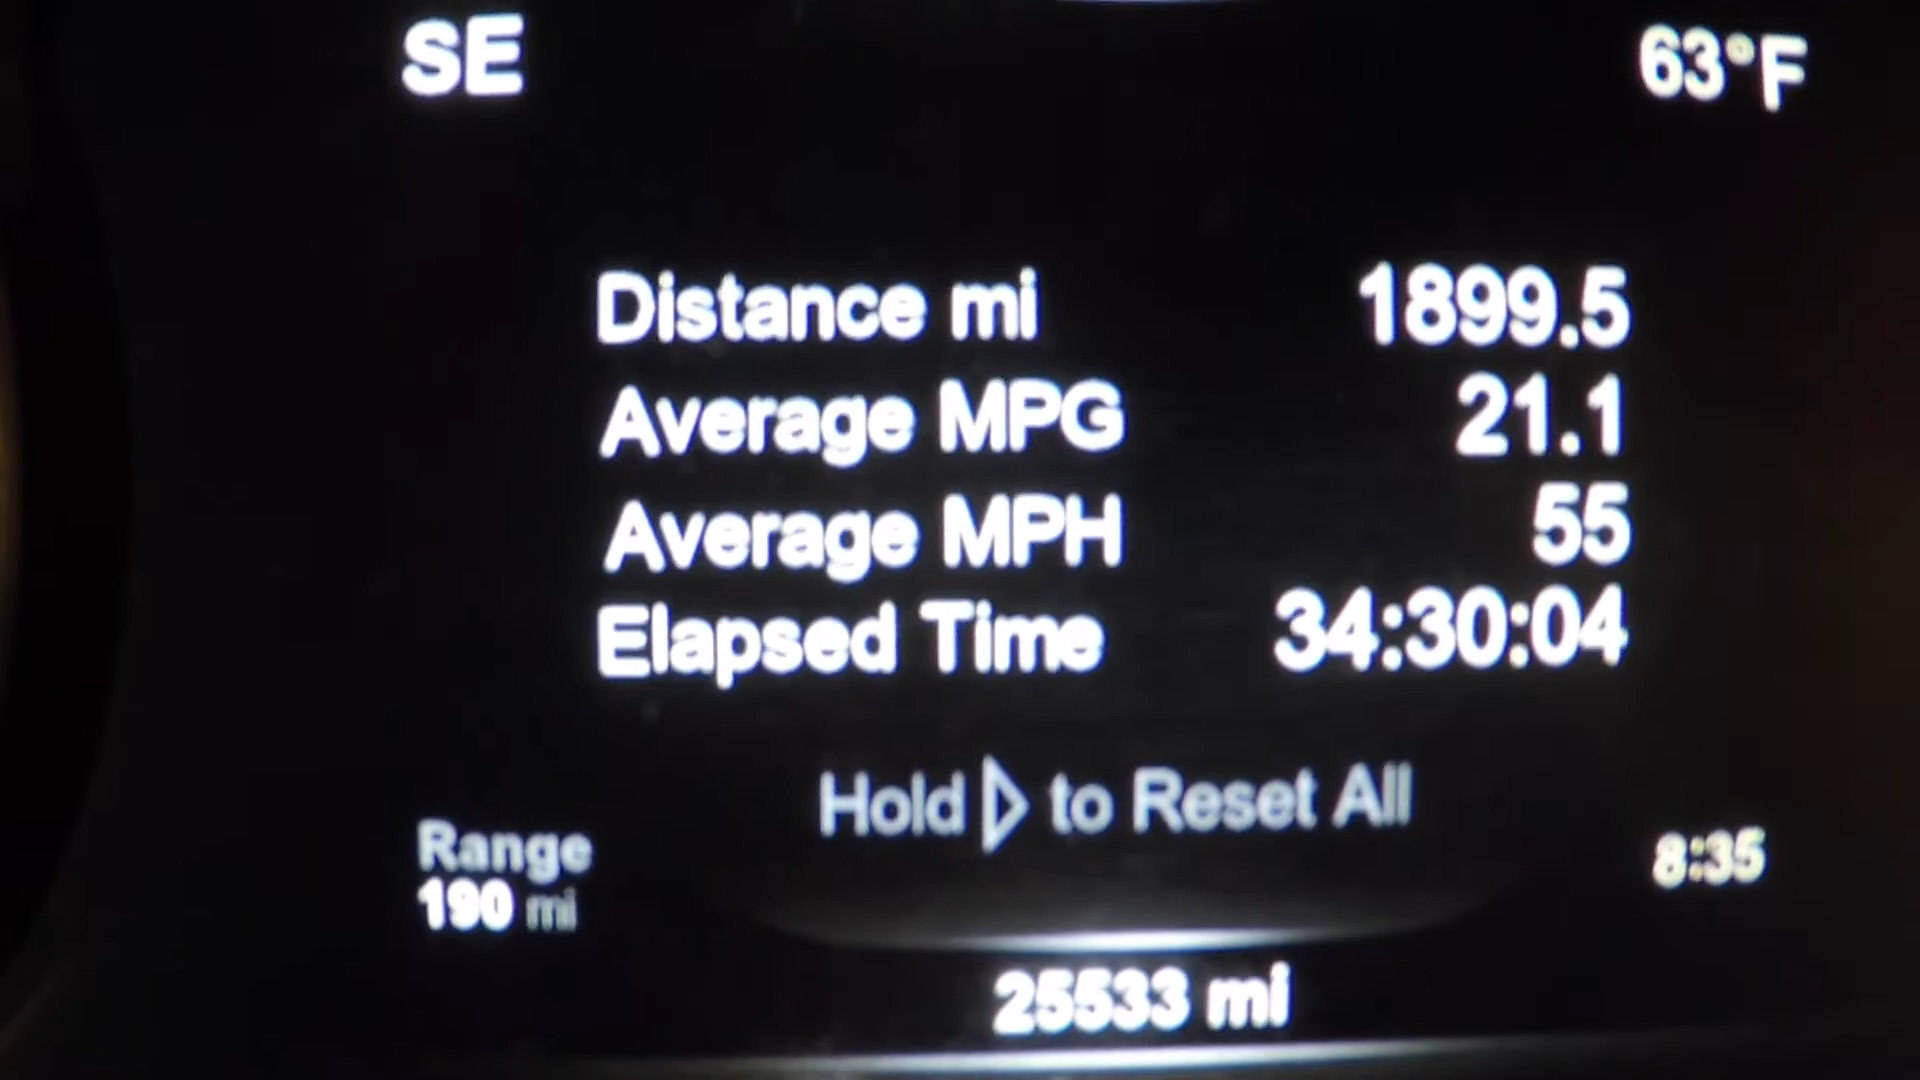 SE 63°F
Distance mi 1899.5
Average MPG 21.1
Average MPH 55
Elapsed Time 34:30:04
Hold ▷ to Reset All
Range
190 mi
8:35
25533 mi